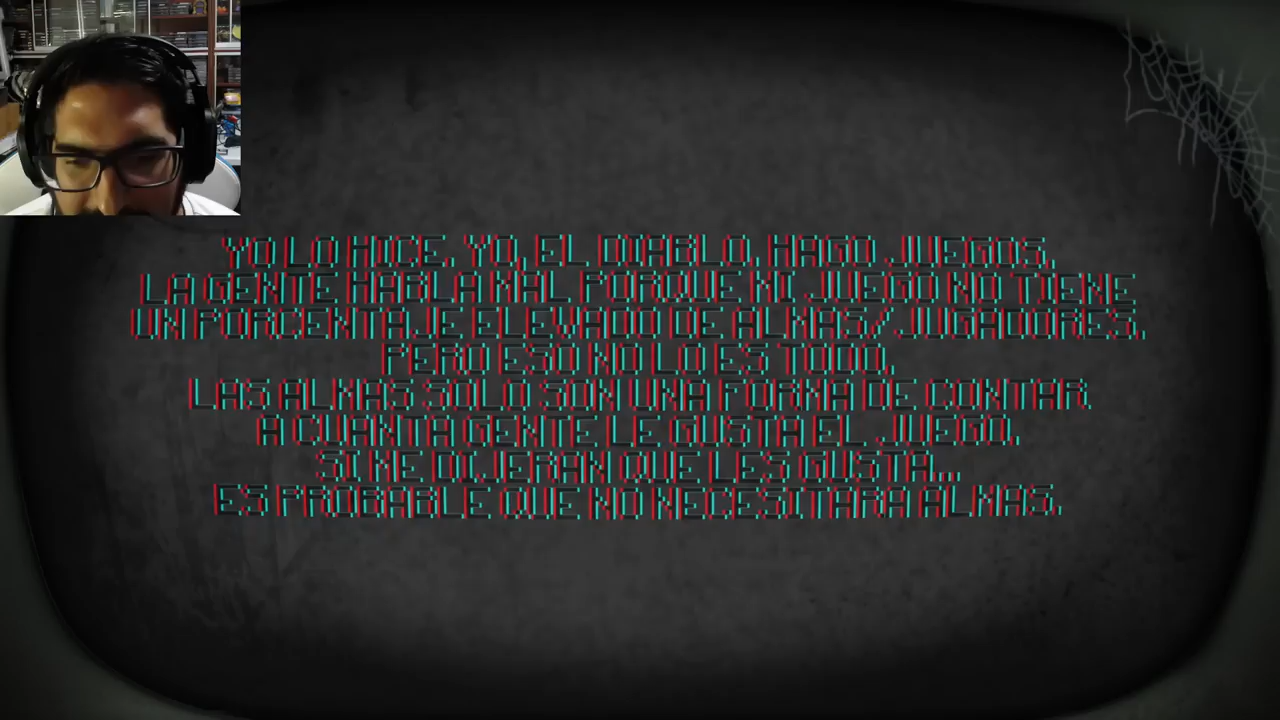 YO LO HICE. YO, EL DIABLO, HAGO JUEGOS.
LA GENTE HABLA MAL PORQUE MI JUEGO NO TIENE
UN PORCENTAJE ELEVADO DE ALMAS/JUGADORES.
PERO ESO NO LO ES TODO.
LAS ALMAS SOLO SON UNA FORMA DE CONTAR
A CUANTA GENTE LE GUSTA EL JUEGO.
SI ME DIJERAN QUE LES GUSTA...
ES PROBABLE QUE NO NECESITARA ALMAS.